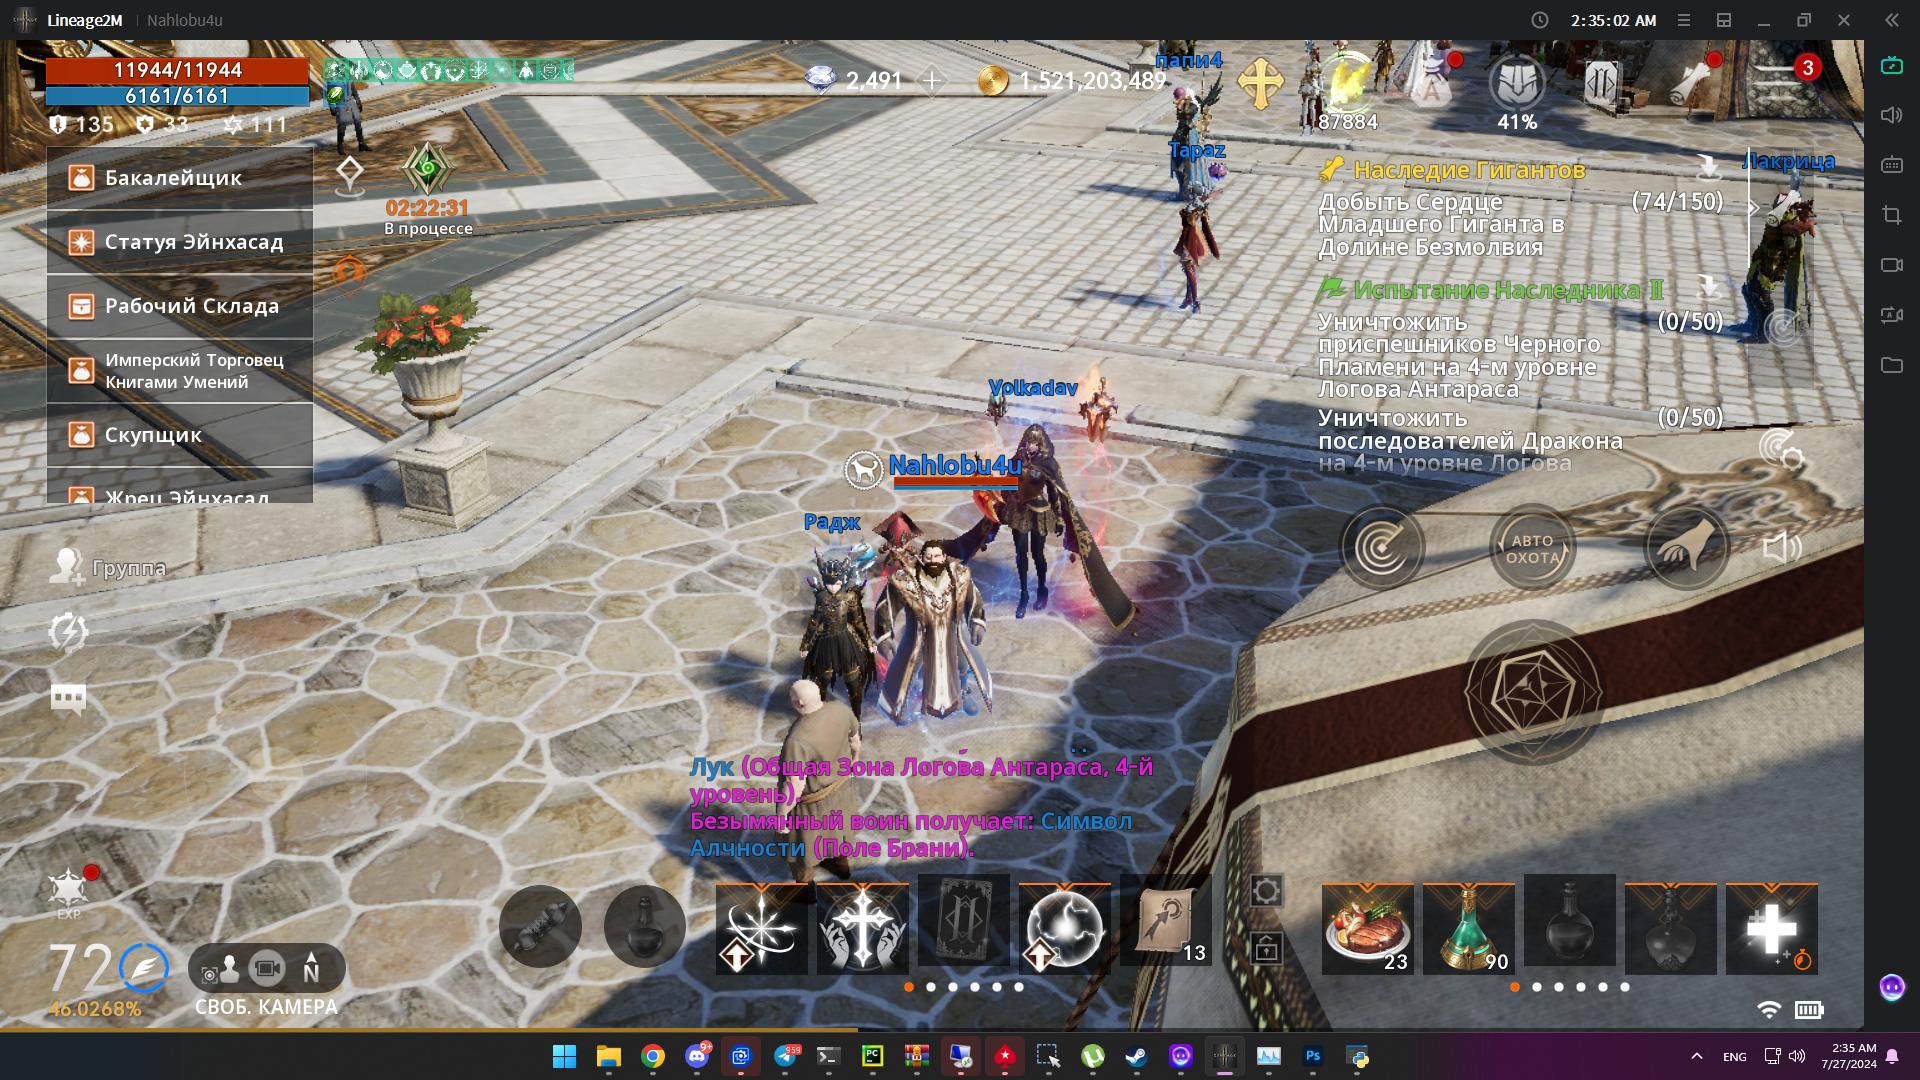 Lineage2M
Nahlobu4u
2:35:02 AM
11944/11944
6161/6161
135
33
111
2,491
1,521,203,489
папи4
87884
41%
3
Tapaz
Лакрица
Бакалейщик
Статуя Эйнхасад
Рабочий Склада
Имперский Торговец
Книгами Умений
Скупщик
Жрец Эйнхасад
02:22:31
В процессе
Наследие Гигантов
Добыть Сердце (74/150)
Младшего Гиганта в
Долине Безмолвия
Испытание Наследника II
Уничтожить (0/50)
приспешников Черного
Пламени на 4-м уровне
Логова Антараса
Уничтожить (0/50)
последователей Дракона
на 4-м уровне Логова
Volkadav
Nahlobu4u
Радж
Группа
АВТО
ОХОТА
Лук (Общая Зона Логова Антараса, 4-й
уровень).
Безымянный воин получает: Символ
Алчности (Поле Брани).
EXP
72
46.0268%
N
СВОБ. КАМЕРА
13
23
90
9+
959
PC
Ps
ENG
2:35 AM
7/27/2024